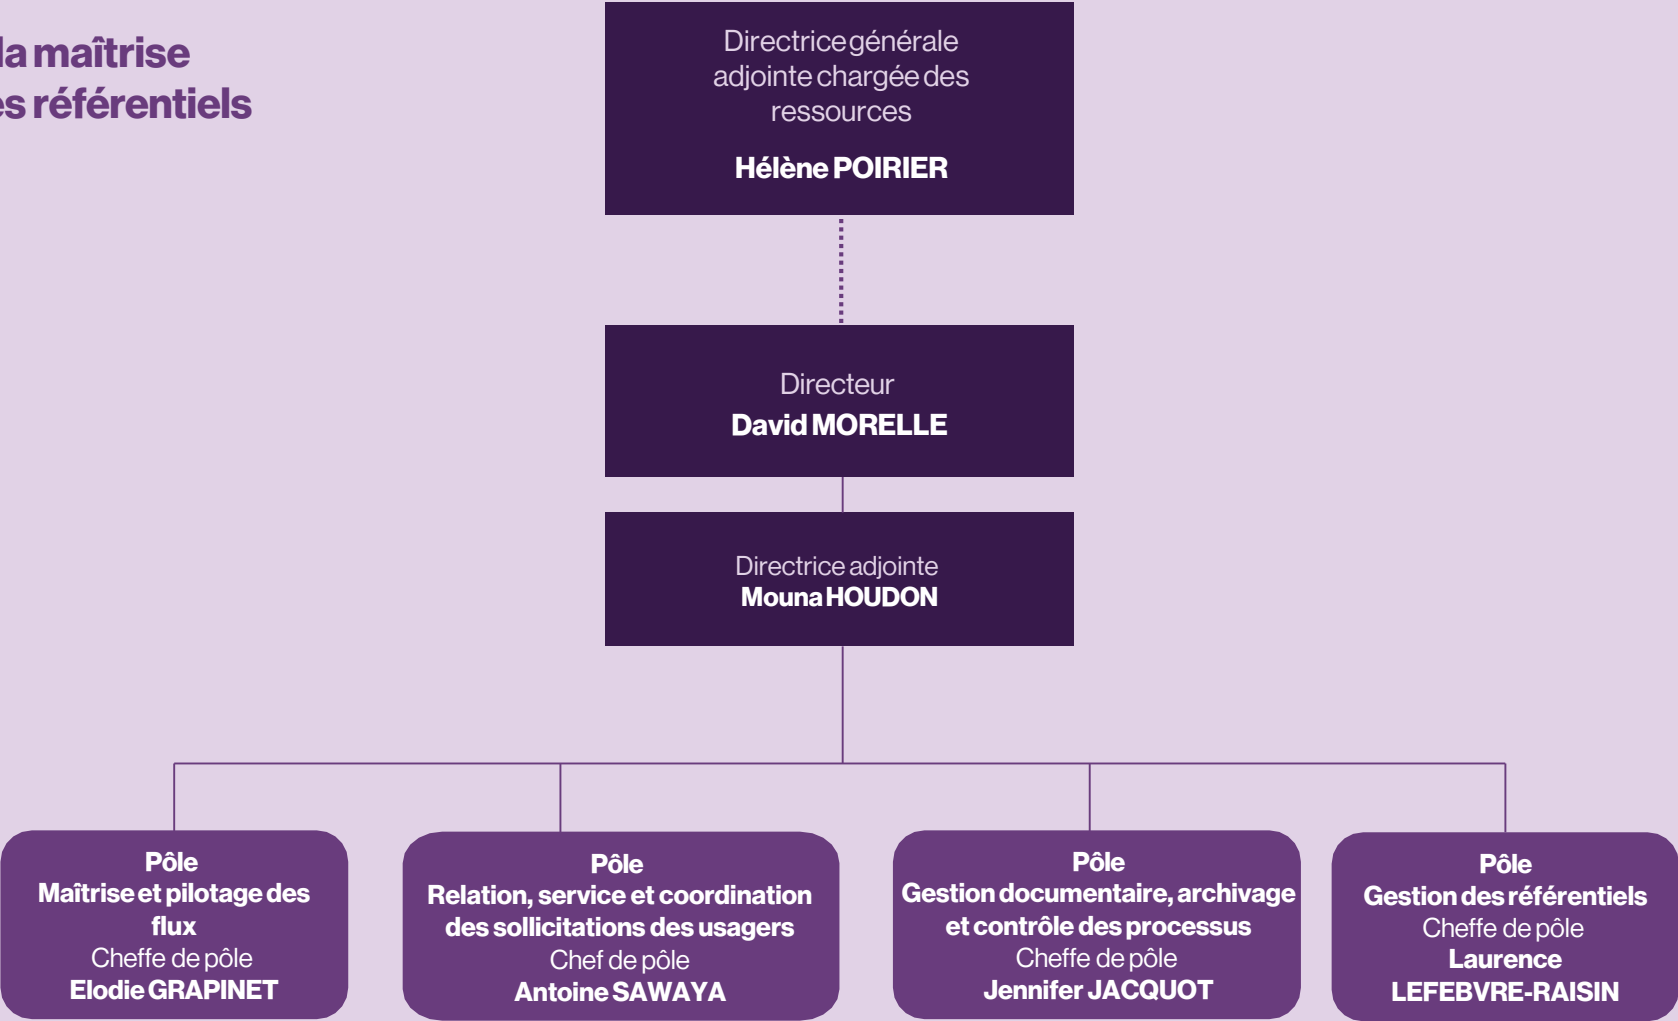 la maîtrise
es référentiels
Directrice générale
adjointe chargée des
ressources
Hélène POIRIER
Directeur
David MORELLE
Directrice adjointe
Mouna HOUDON
Pôle
Maîtrise et pilotage des
flux
Cheffe de pôle
Elodie GRAPINET
Pôle
Relation, service et coordination
des sollicitations des usagers
Chef de pôle
Antoine SAWAYA
Pôle
Gestion documentaire, archivage
et contrôle des processus
Cheffe de pôle
Jennifer JACQUOT
Pôle
Gestion des référentiels
Cheffe de pôle
Laurence
LEFEBVRE-RAISIN